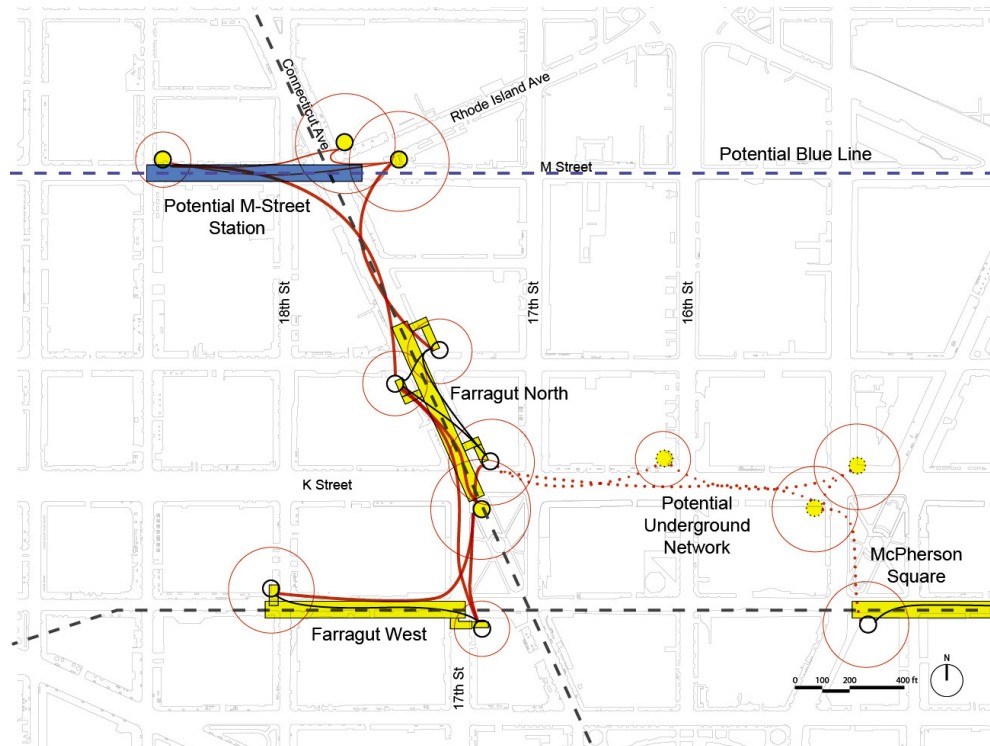 Connecticut Ave
Rhode Island Ave
M Street
Potential Blue Line
Potential M-Street
Station
18th St
17th St
16th St
Farragut North
K Street
Potential
Underground
Network
McPherson
Square
Farragut West
17th St
N
0 100 200 400 ft